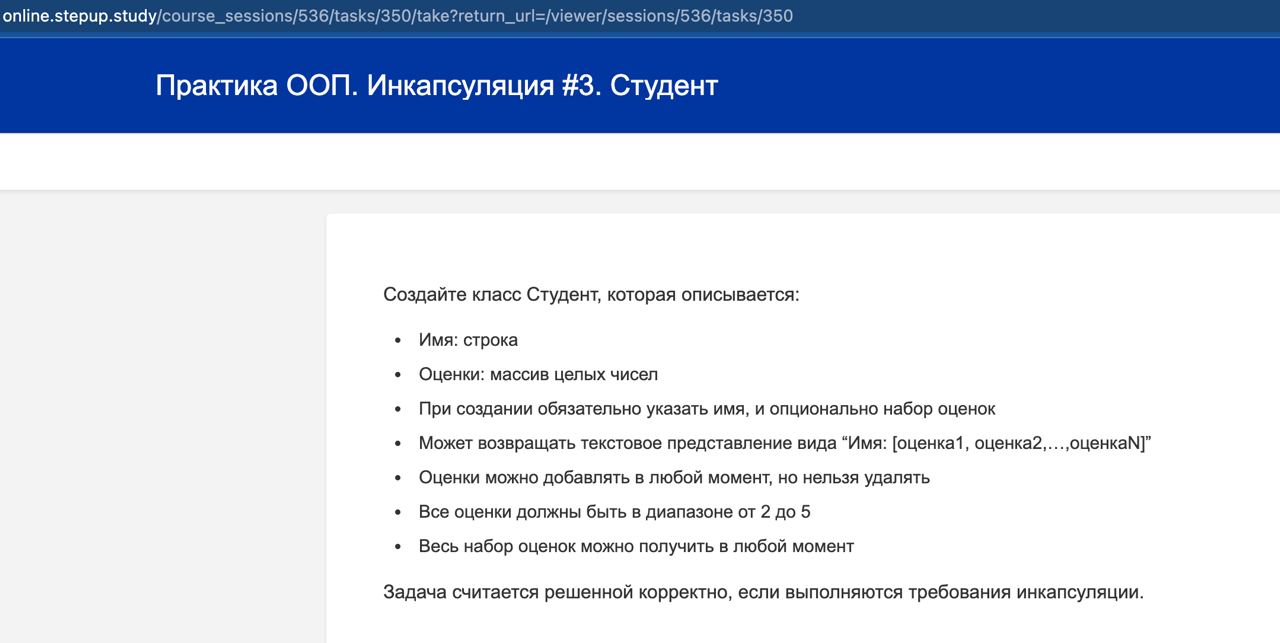 online.stepup.study/course_sessions/536/tasks/350/take?return_url=/viewer/sessions/536/tasks/350
Практика ООП. Инкапсуляция #3. Студент
Создайте класс Студент, которая описывается:
• Имя: строка
• Оценки: массив целых чисел
• При создании обязательно указать имя, и опционально набор оценок
• Может возвращать текстовое представление вида “Имя: [оценка1, оценка2,…,оценкаN]”
• Оценки можно добавлять в любой момент, но нельзя удалять
• Все оценки должны быть в диапазоне от 2 до 5
• Весь набор оценок можно получить в любой момент
Задача считается решенной корректно, если выполняются требования инкапсуляции.